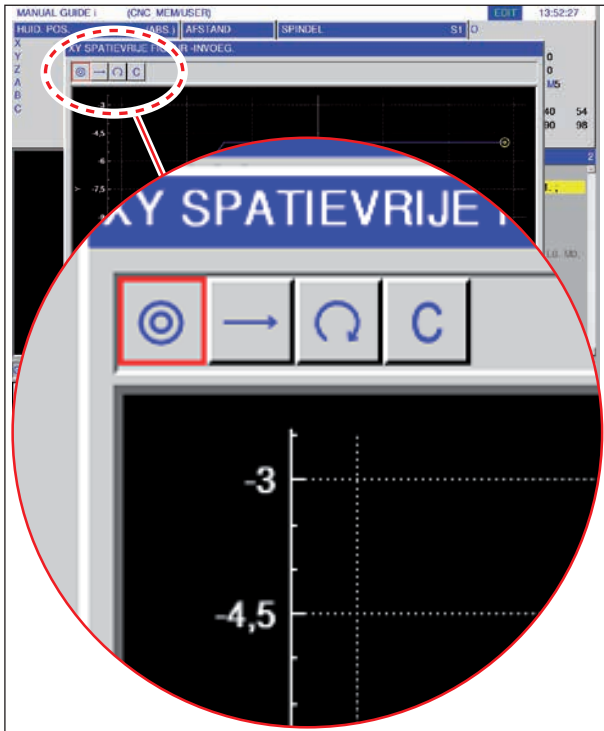 MANUAL GUIDE i (CNC MEM/USER) EDIT 13:52:27
HUID. POS. (ABS.) AFSTAND SPINDEL S1 O
XY SPATIEVRIJE -INVOEG.
X
Y 0
Z 0
A M5
B
C 40 54
90 98
C
-3
-4,5
-6
-7,5
2
XY SPATIEVRIJE
C
-3
-4,5